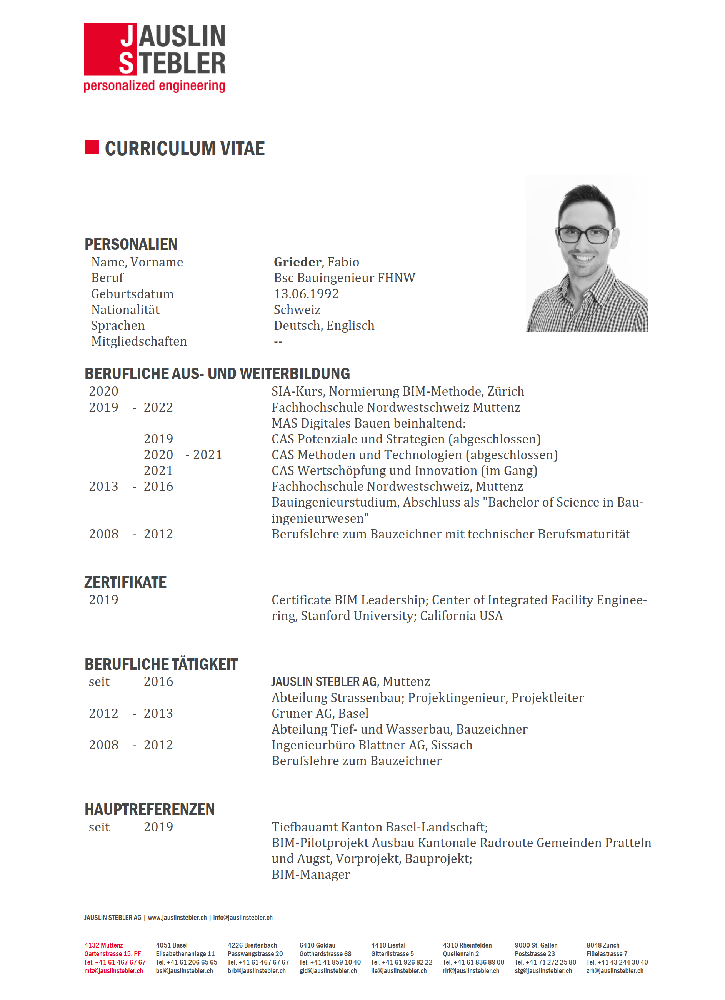 JAUSLIN
STEBLER
personalized engineering
CURRICULUM VITAE
PERSONALIEN
Name, Vorname Grieder, Fabio
Beruf Bsc Bauingenieur FHNW
Geburtsdatum 13.06.1992
Nationalität Schweiz
Sprachen Deutsch, Englisch
Mitgliedschaften --
BERUFLICHE AUS- UND WEITERBILDUNG
2020 SIA-Kurs, Normierung BIM-Methode, Zürich
2019 - 2022 Fachhochschule Nordwestschweiz Muttenz
MAS Digitales Bauen beinhaltend:
2019 CAS Potenziale und Strategien (abgeschlossen)
2020 - 2021 CAS Methoden und Technologien (abgeschlossen)
2021 CAS Wertschöpfung und Innovation (im Gang)
2013 - 2016 Fachhochschule Nordwestschweiz, Muttenz
Bauingenieurstudium, Abschluss als "Bachelor of Science in Bau-
ingenieurwesen"
2008 - 2012 Berufslehre zum Bauzeichner mit technischer Berufsmaturität
ZERTIFIKATE
2019 Certificate BIM Leadership; Center of Integrated Facility Enginee-
ring, Stanford University; California USA
BERUFLICHE TÄTIGKEIT
seit 2016 JAUSLIN STEBLER AG, Muttenz
Abteilung Strassenbau; Projektingenieur, Projektleiter
2012 - 2013 Gruner AG, Basel
Abteilung Tief- und Wasserbau, Bauzeichner
2008 - 2012 Ingenieurbüro Blattner AG, Sissach
Berufslehre zum Bauzeichner
HAUPTREFERENZEN
seit 2019 Tiefbauamt Kanton Basel-Landschaft;
BIM-Pilotprojekt Ausbau Kantonale Radroute Gemeinden Pratteln
und Augst, Vorprojekt, Bauprojekt;
BIM-Manager
JAUSLIN STEBLER AG | www.jauslinstebler.ch | info@jauslinstebler.ch
4132 Muttenz
Gartenstrasse 15, PF
Tel. +41 61 467 67 67
mtz@jauslinstebler.ch
4051 Basel
Elisabethenanlage 11
Tel. +41 61 206 65 65
bsl@jauslinstebler.ch
4226 Breitenbach
Passwangstrasse 20
Tel. +41 61 467 67 67
brb@jauslinstebler.ch
6410 Goldau
Gotthardstrasse 68
Tel. +41 41 859 10 40
gld@jauslinstebler.ch
4410 Liestal
Gitterlistrasse 5
Tel. +41 61 926 82 22
lie@jauslinstebler.ch
4310 Rheinfelden
Quellenrain 2
Tel. +41 61 836 89 00
rhf@jauslinstebler.ch
9000 St. Gallen
Poststrasse 23
Tel. +41 71 272 25 80
stg@jauslinstebler.ch
8048 Zürich
Flüelastrasse 7
Tel. +41 43 244 30 40
zrh@jauslinstebler.ch